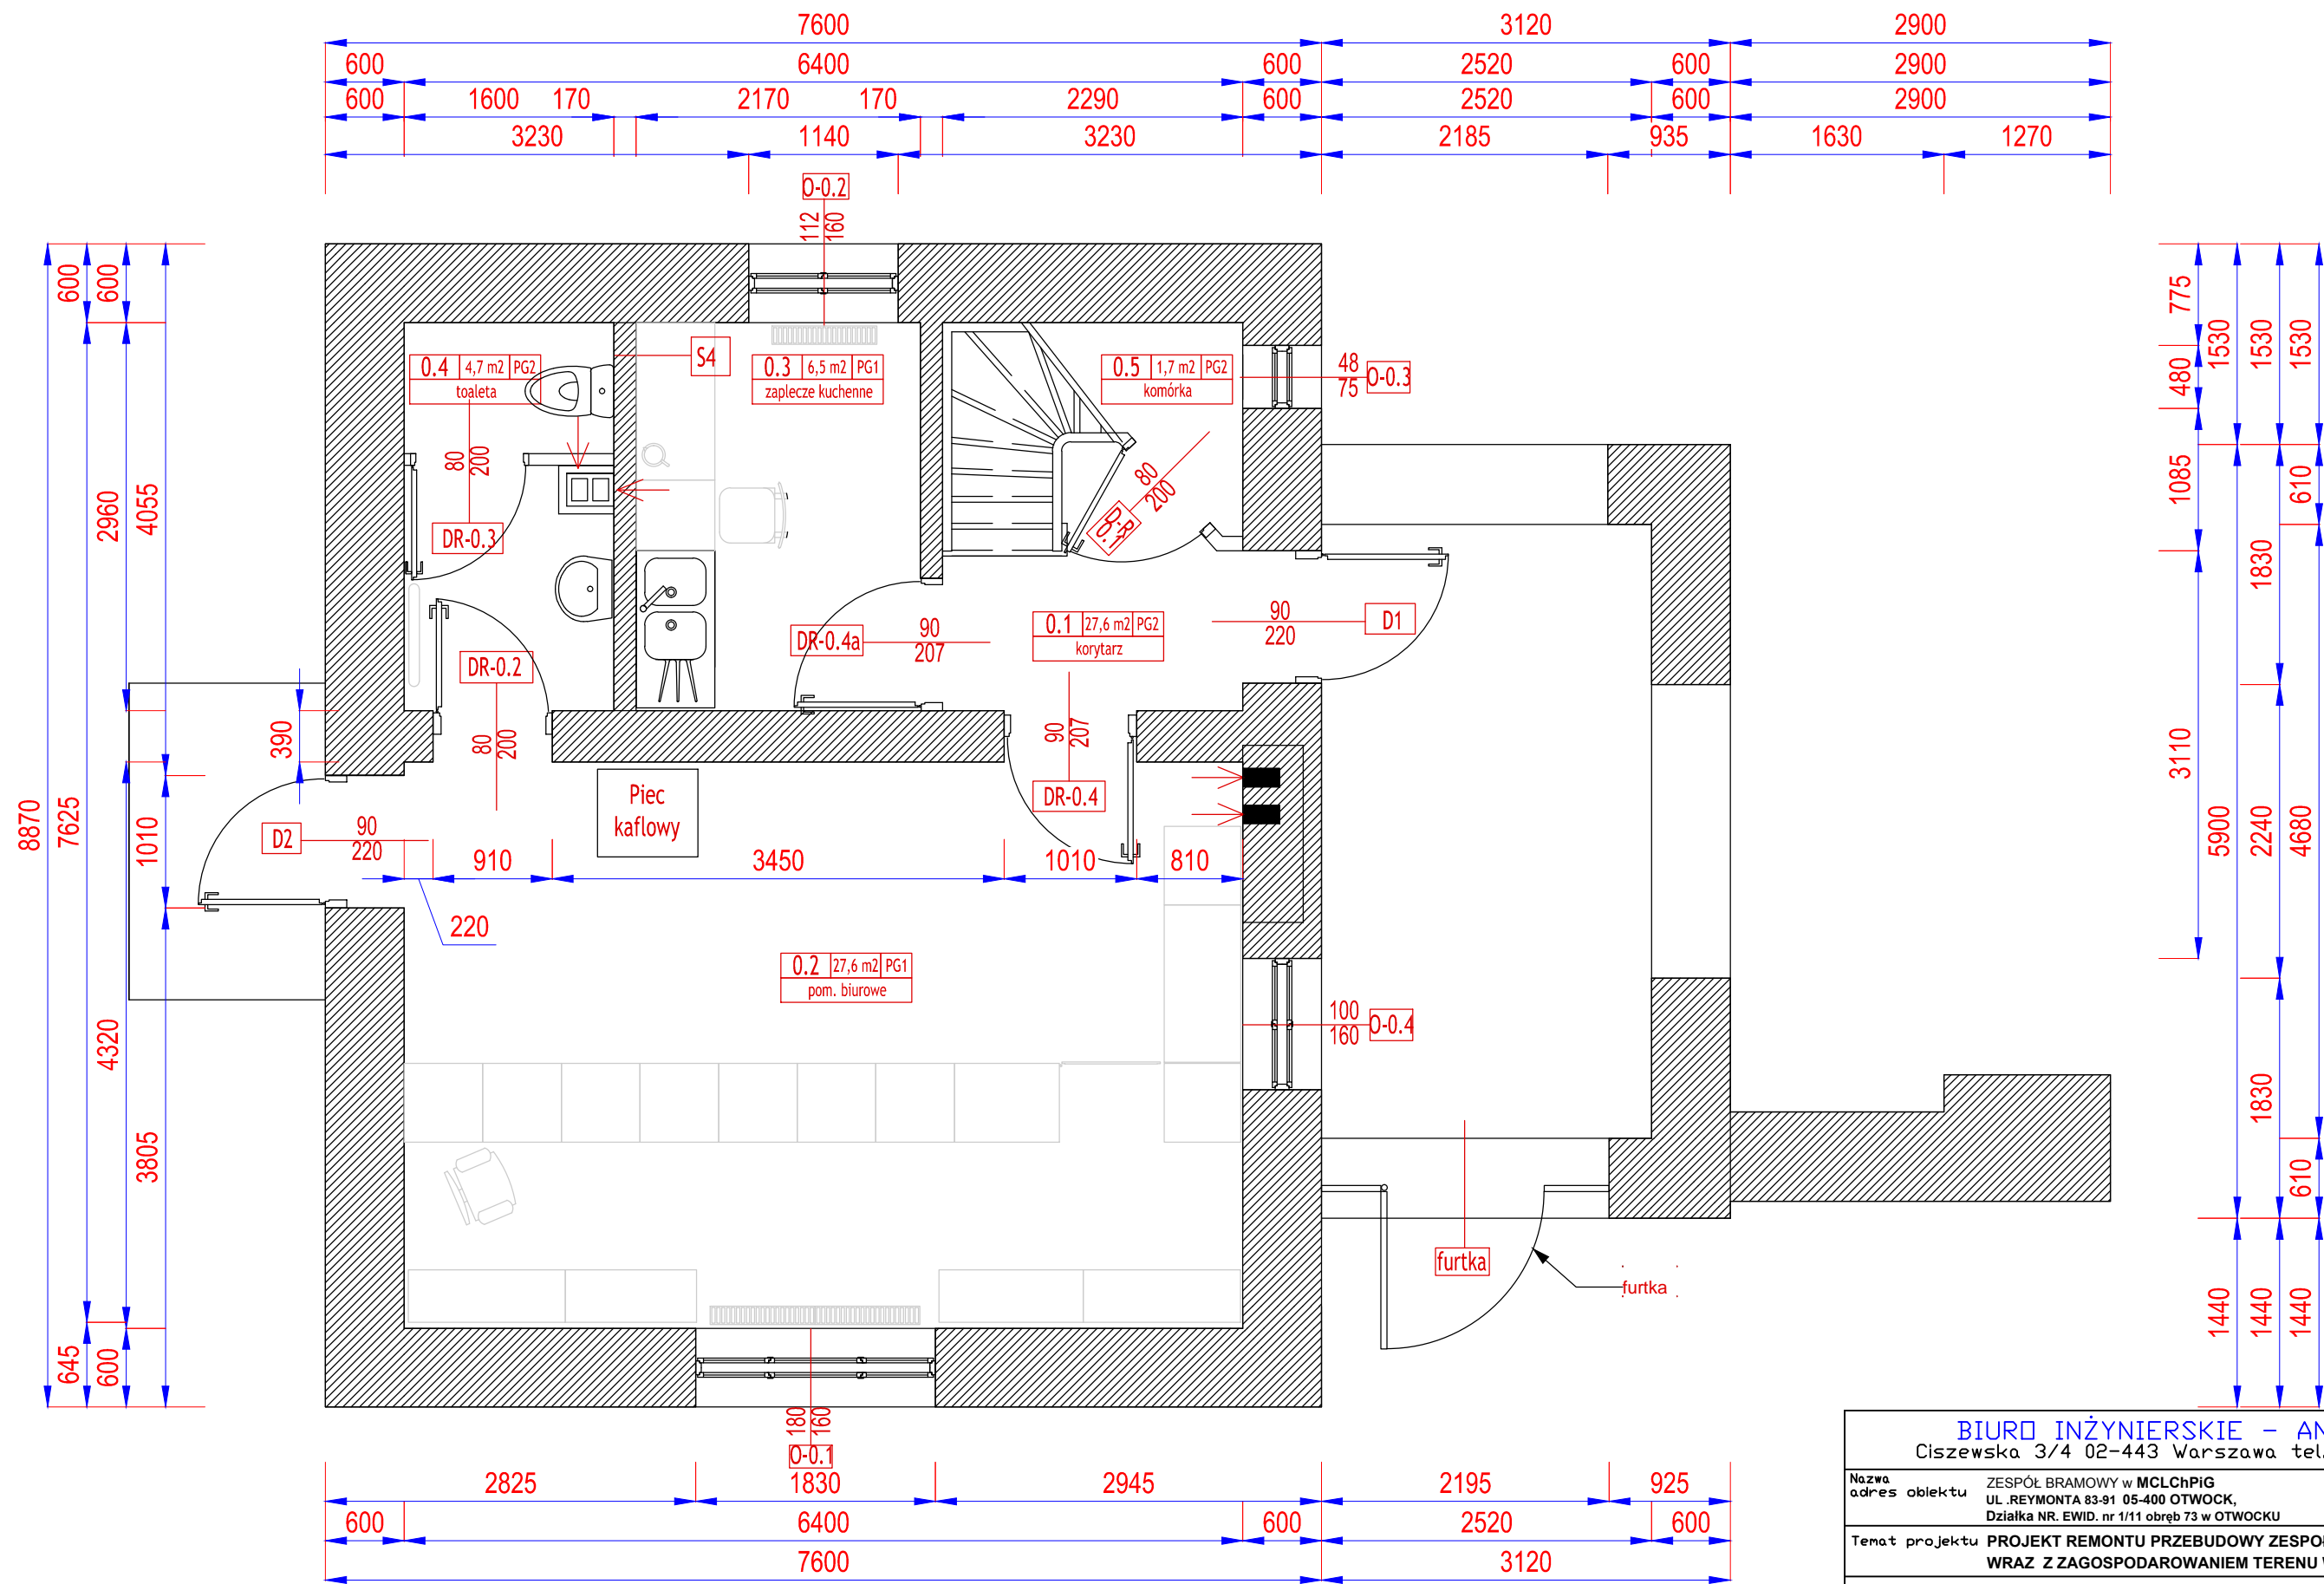 7600 3120 2900
600 6400 600 2520 600 2900
600 1600 170 2170 170 2290 600 2520 600 2900
3230 1140 3230 2185 935 1630 1270
O-0.2
112
160
600
600
2960
4055
390
8870
7625
1010
4320
3805
645
600
0.4 4,7 m2 PG2
toaleta
S4
0.3 6,5 m2 PG1
zaplecze kuchenne
0.5 1,7 m2 PG2
komórka
48
75
O-0.3
80
200
DR-0.3
80
200
D-R
0.1
DR-0.2
80
200
DR-0.4a
90
207
0.1 27,6 m2 PG2
korytarz
90
220
D1
90
207
DR-0.4
Piec
kaflowy
D2
90
220
910 3450 1010 810
220
0.2 27,6 m2 PG1
pom. biurowe
100
160
O-0.4
furtka
furtka
180
160
O-0.1
775
480
1085
3110
1530
5900
1440
1530
1830
2240
1830
1440
1530
610
4680
610
1440
2825 1830 2945 2195 925
600 6400 600 2520 600
7600 3120
BIURO INŻYNIERSKIE - AN
Ciszewska 3/4 02-443 Warszawa tel.
Nazwa
adres obiektu
ZESPÓŁ BRAMOWY w MCLChPiG
UL .REYMONTA 83-91 05-400 OTWOCK,
Działka NR. EWID. nr 1/11 obręb 73 w OTWOCKU
Temat projektu PROJEKT REMONTU PRZEBUDOWY ZESPO
WRAZ Z ZAGOSPODAROWANIEM TERENU